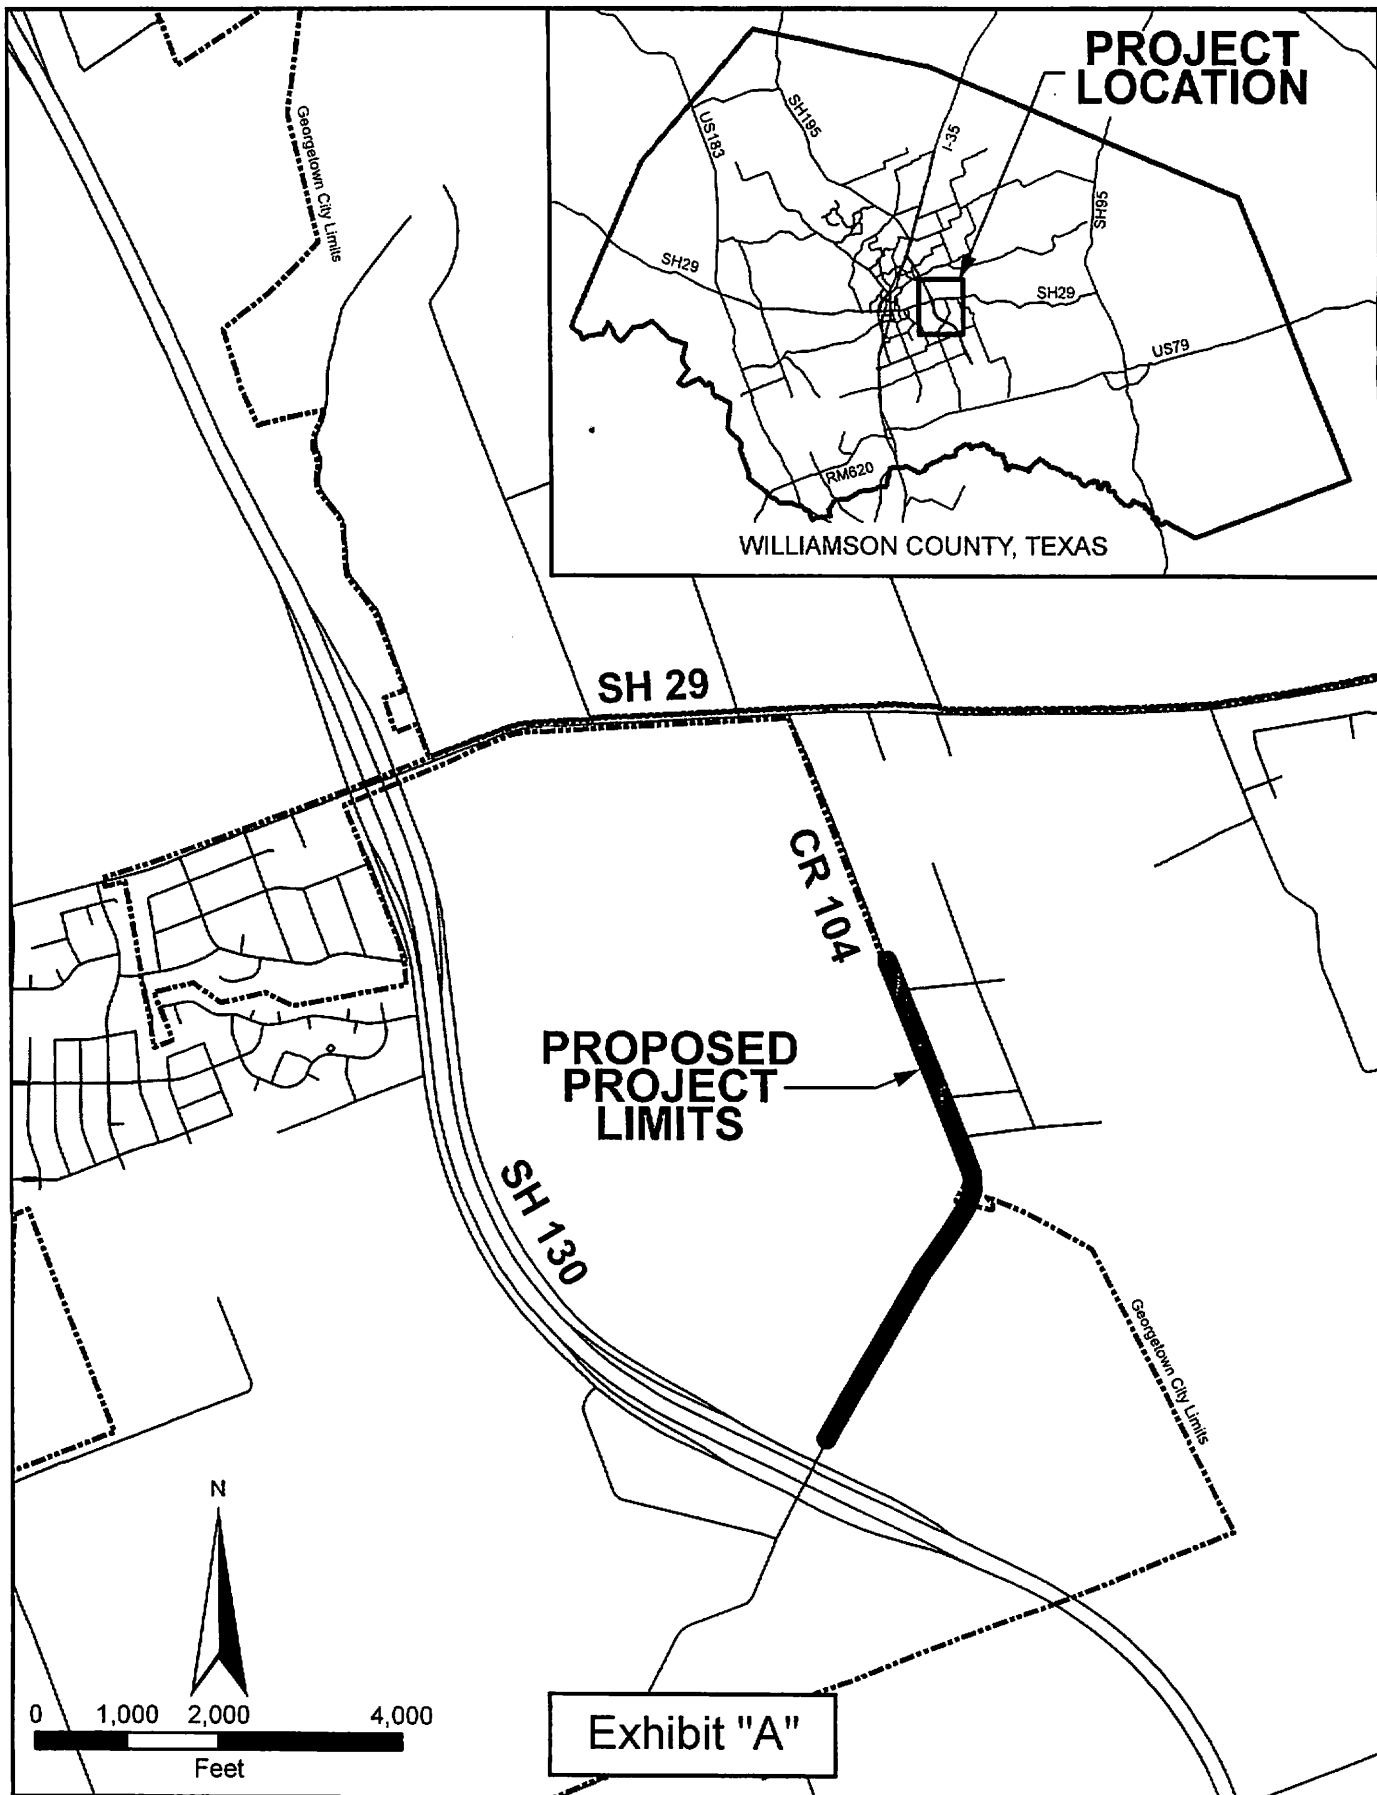 PROJECT
LOCATION
Georgetown City Limits
US183
SH195
I-35
SH95
SH29
SH29
US79
RM620
WILLIAMSON COUNTY, TEXAS
SH 29
CR 104
PROPOSED
PROJECT
LIMITS
SH 130
Georgetown City Limits
N
0 1,000 2,000 4,000
Feet
Exhibit "A"